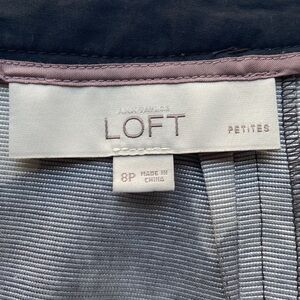 ANN TAYLOR
LOFT
PETITES
8P MADE IN
CHINA